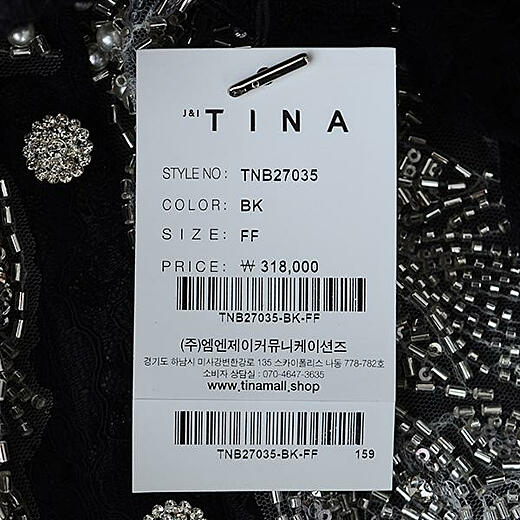 J&I TINA
STYLE NO: TNB27035
COLOR: BK
SIZE: FF
PRICE: ₩ 318,000
TNB27035-BK-FF
(주)엠엔제이커뮤니케이션즈
경기도 하남시 미사강변한강로 135 스카이폴리스 나동 778-782호
소비자 상담실 : 070-4647-3635
www.tinamall.shop
TNB27035-BK-FF 159